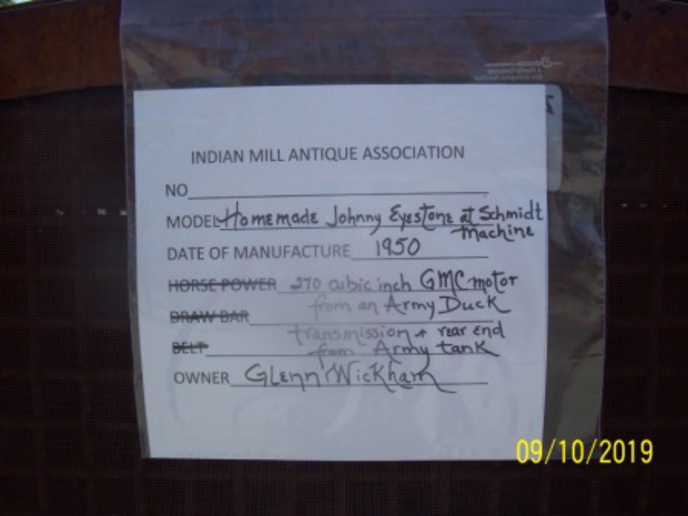 INDIAN MILL ANTIQUE ASSOCIATION
NO
MODEL Homemade Johnny Eyestone at Schmidt
Machine
DATE OF MANUFACTURE 1950
HORSE POWER 270 cubic inch GMC motor
from an Army Duck
DRAW BAR
transmission + rear end
BELT from Army tank
OWNER Glenn Wickham
09/10/2019